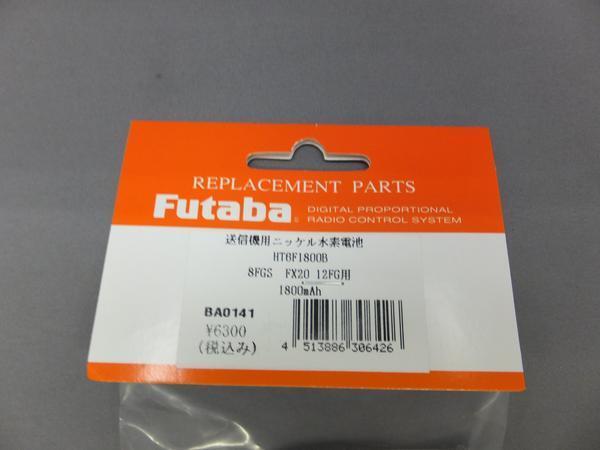 REPLACEMENT PARTS
Futaba® DIGITAL PROPORTIONAL
RADIO CONTROL SYSTEM
送信機用ニッケル水素電池
HT6F1800B
8FGS FX20 12FG用
1800mAh
BA0141
¥6300
(税込み)
4 513886 306426